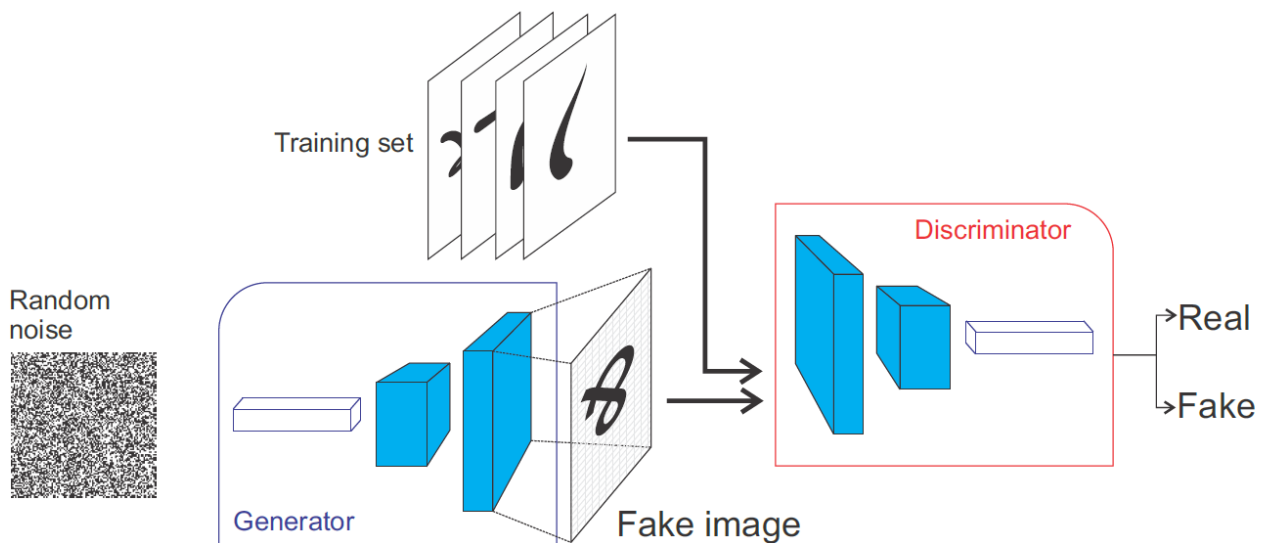 Training set
Discriminator
Random
noise
Real
Fake
Generator
Fake image